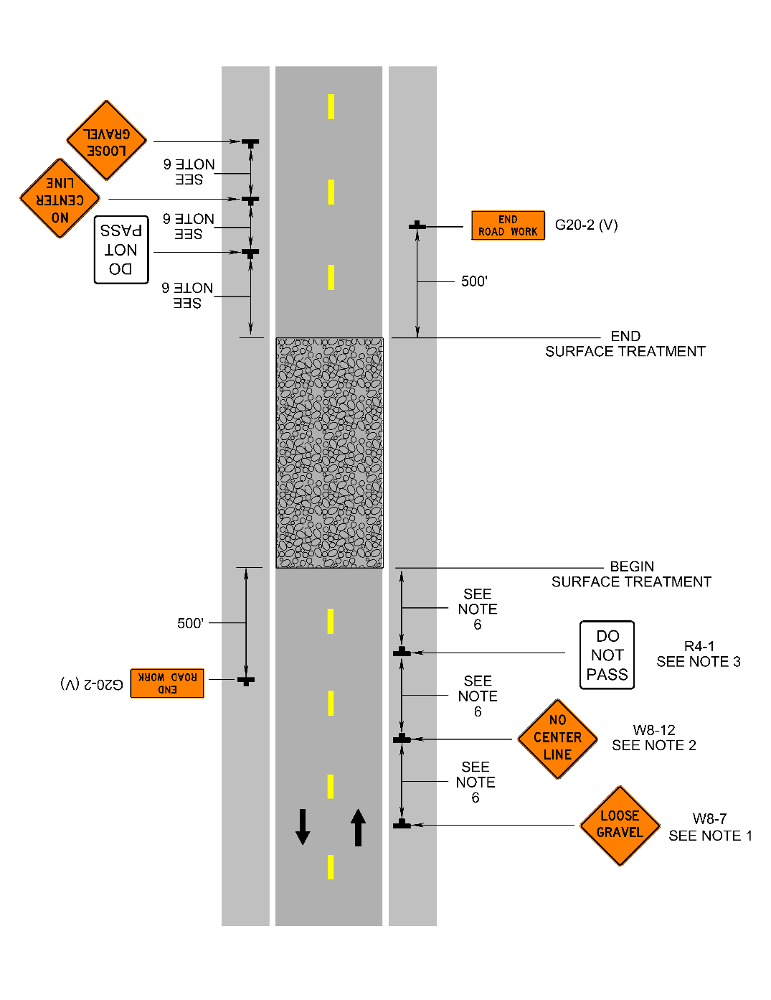 LOOSE
GRAVEL
SEE
NOTE 6
NO
CENTER
LINE
SEE
NOTE 6
DO
NOT
PASS
SEE
NOTE 6
END
ROAD WORK
G20-2 (V)
500'
END
SURFACE TREATMENT
BEGIN
SURFACE TREATMENT
500'
END
ROAD WORK
G20-2 (V)
SEE
NOTE
6
DO
NOT
PASS
R4-1
SEE NOTE 3
SEE
NOTE
6
NO
CENTER
LINE
W8-12
SEE NOTE 2
SEE
NOTE
6
LOOSE
GRAVEL
W8-7
SEE NOTE 1